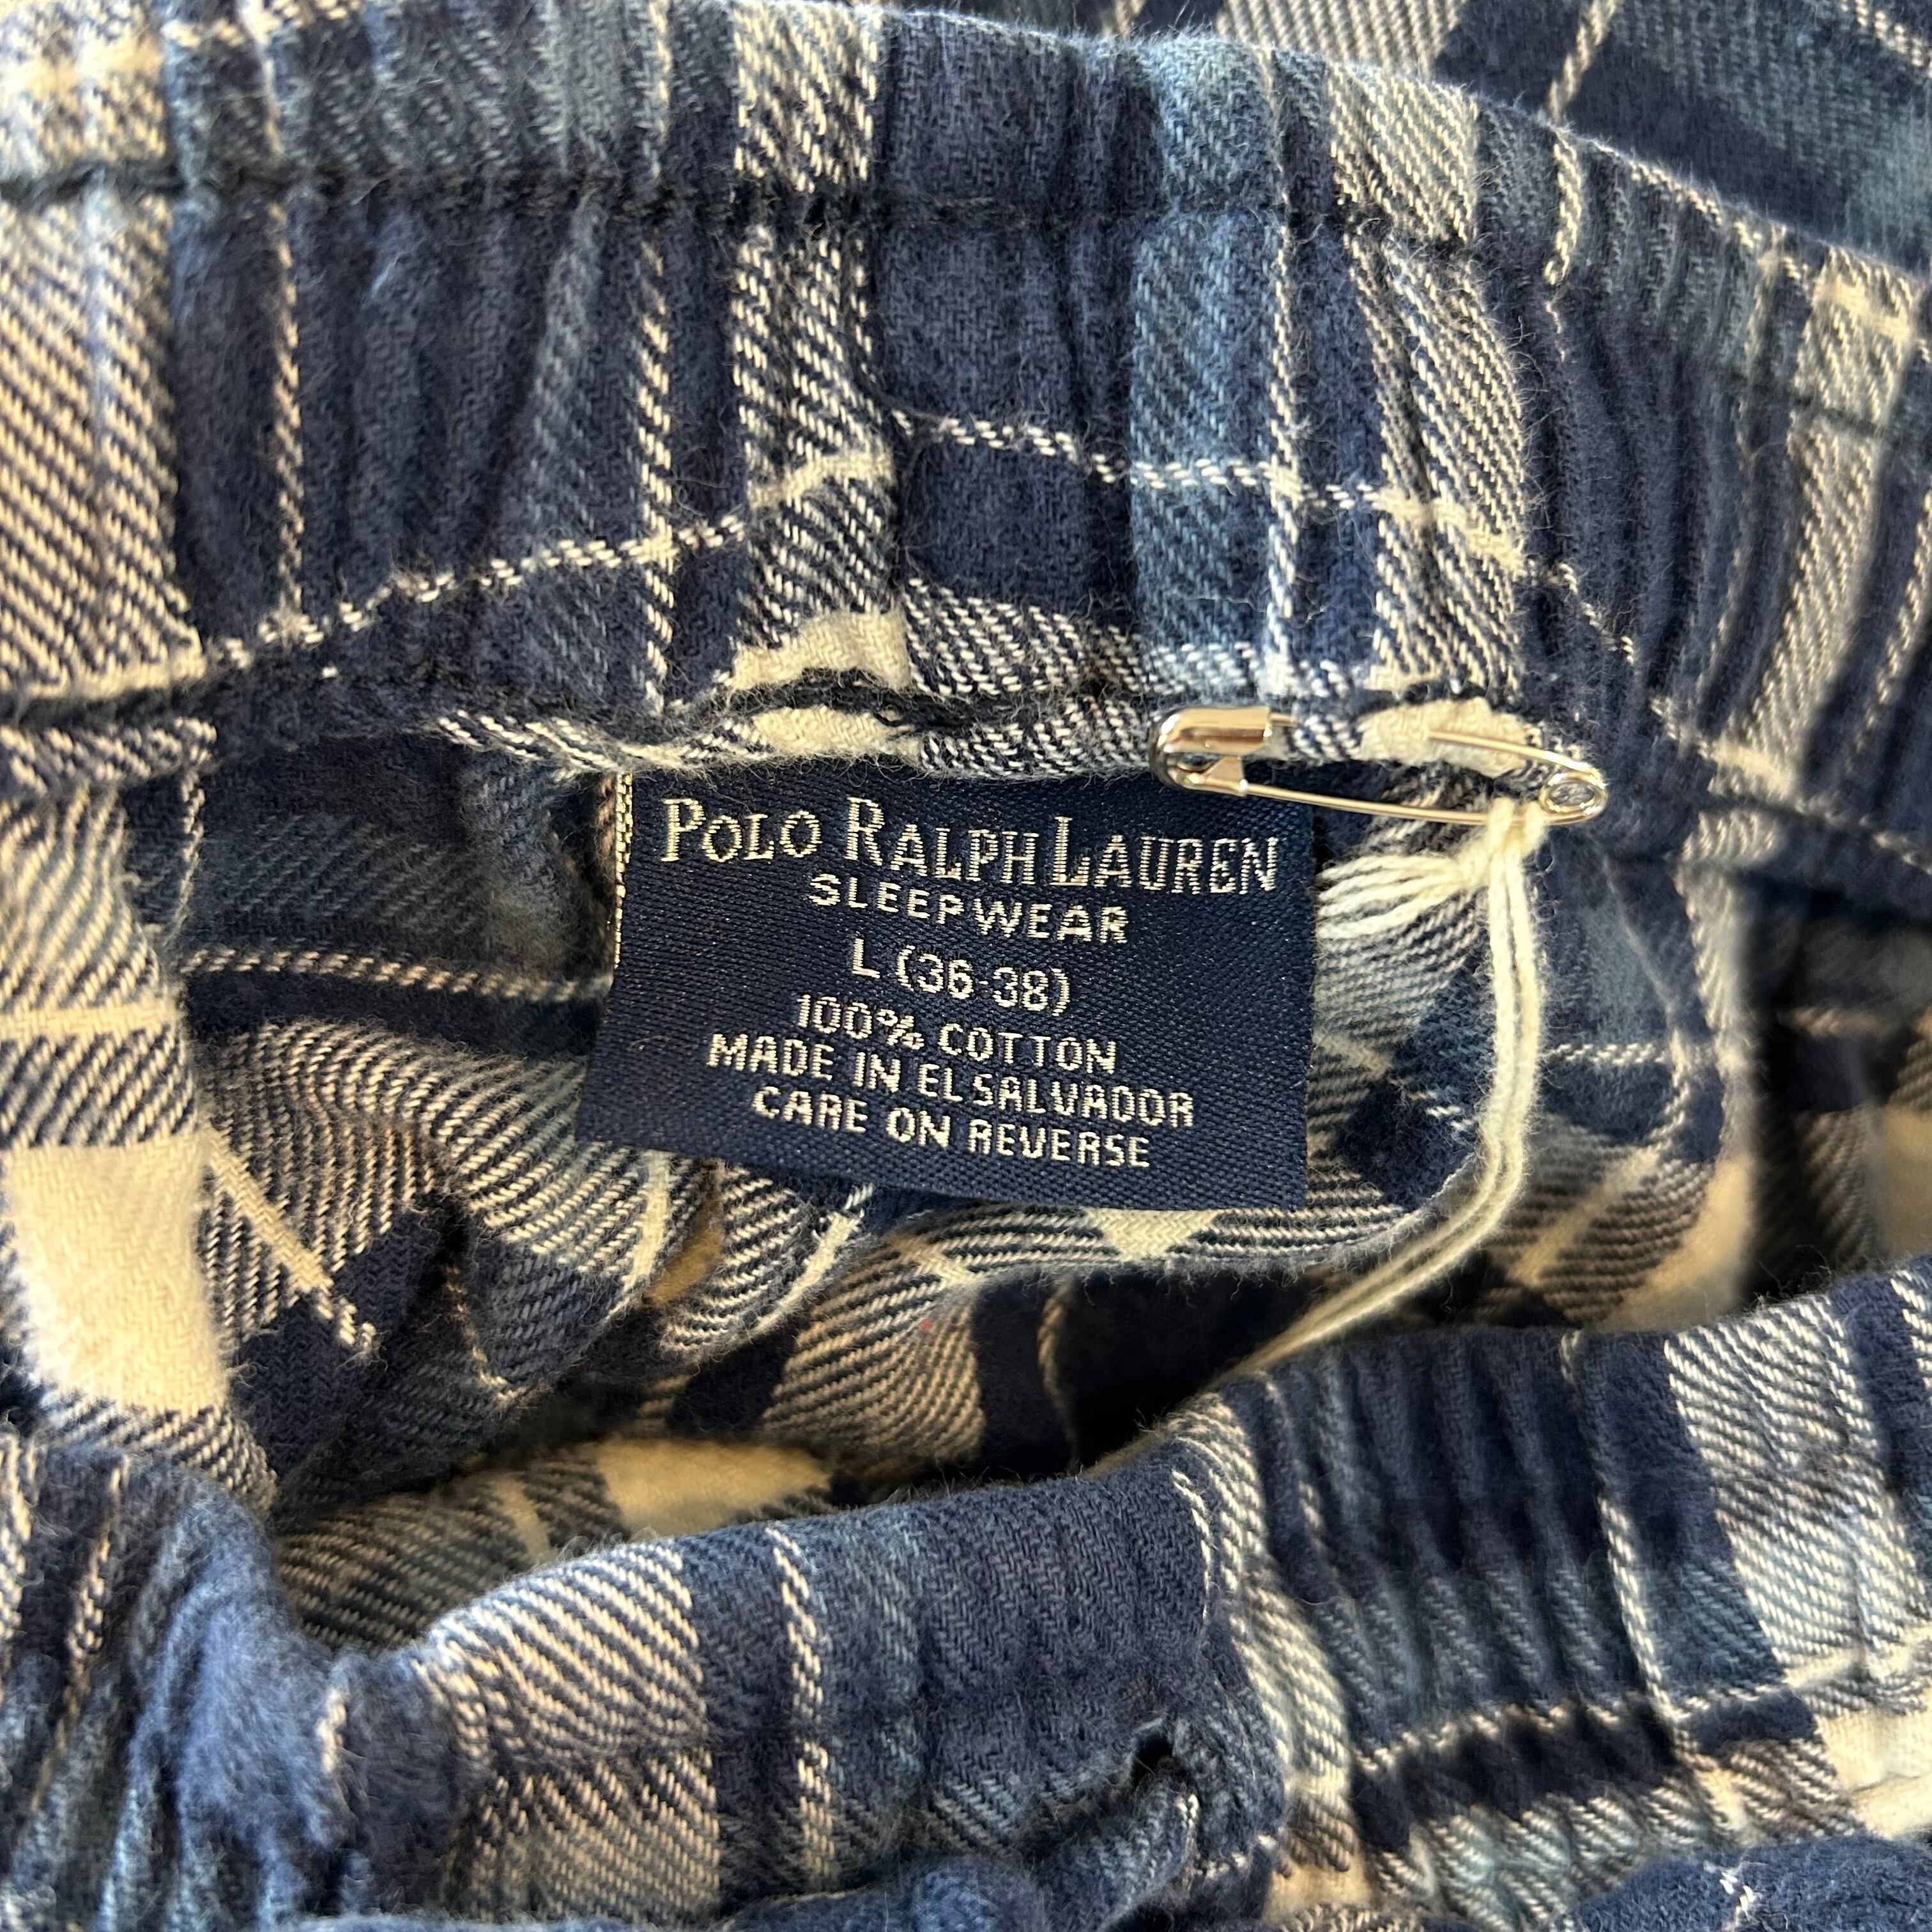 POLO RALPH LAUREN
SLEEPWEAR
L (36-38)
100% COTTON
MADE IN EL SALVADOR
CARE ON REVERSE